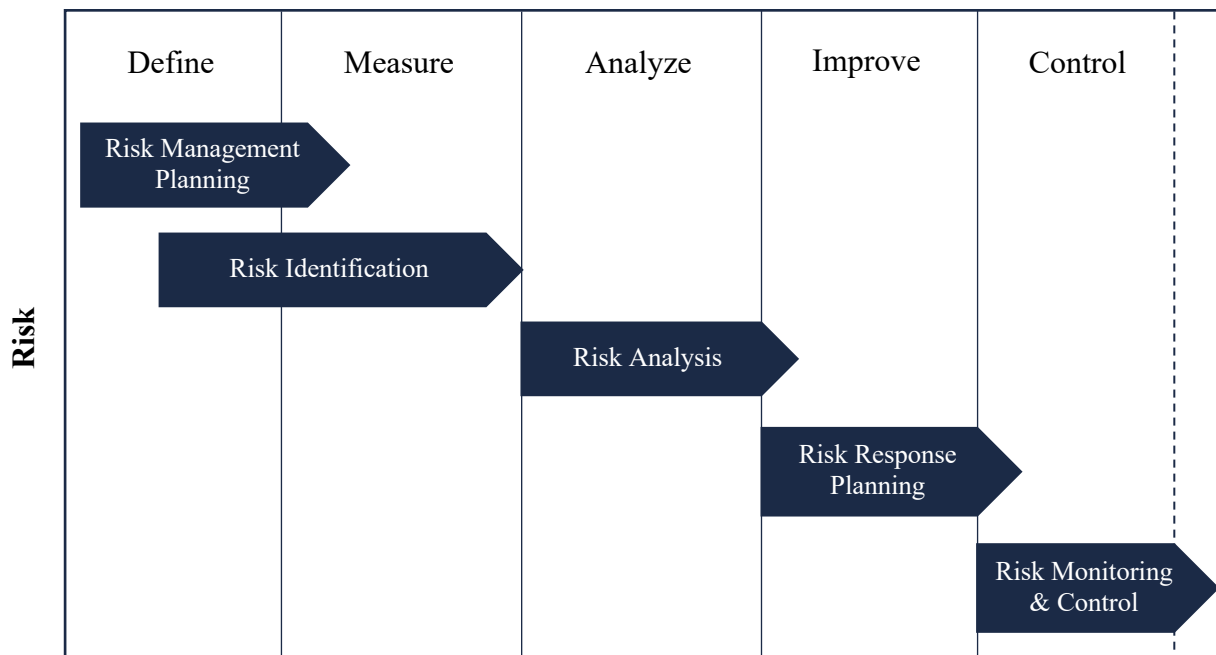 Define
Measure
Analyze
Improve
Control
Risk Management
Planning
Risk Identification
Risk
Risk Analysis
Risk Response
Planning
Risk Monitoring
& Control